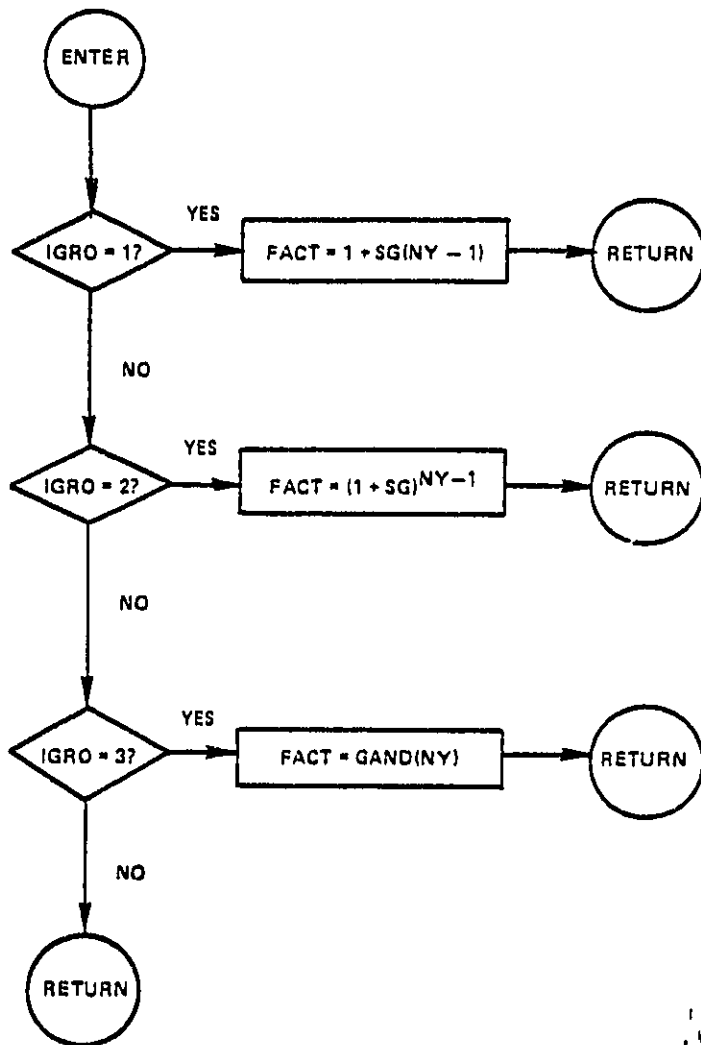 ENTER
YES
IGRO = 1?
FACT = 1 + SG(NY – 1)
RETURN
NO
YES
IGRO = 2?
FACT = (1 + SG)^NY–1
RETURN
NO
YES
IGRO = 3?
FACT = GAND(NY)
RETURN
NO
RETURN